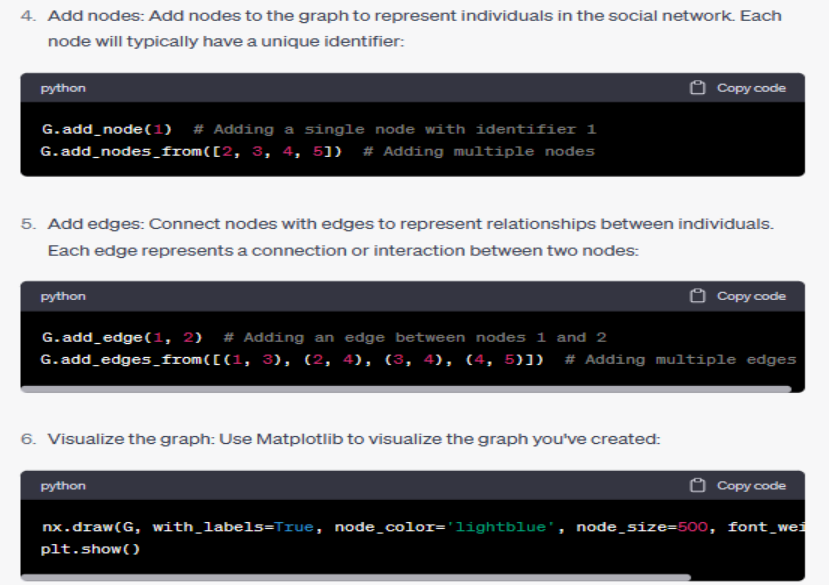 4. Add nodes: Add nodes to the graph to represent individuals in the social network. Each
node will typically have a unique identifier:
python Copy code
G.add_node(1)  # Adding a single node with identifier 1
G.add_nodes_from([2, 3, 4, 5])  # Adding multiple nodes
5. Add edges: Connect nodes with edges to represent relationships between individuals.
Each edge represents a connection or interaction between two nodes:
python Copy code
G.add_edge(1, 2)  # Adding an edge between nodes 1 and 2
G.add_edges_from([(1, 3), (2, 4), (3, 4), (4, 5)])  # Adding multiple edges
6. Visualize the graph: Use Matplotlib to visualize the graph you've created:
python Copy code
nx.draw(G, with_labels=True, node_color='lightblue', node_size=500, font_wei
plt.show()